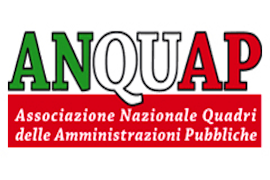 ANQUAP
Associazione Nazionale Quadri
delle Amministrazioni Pubbliche